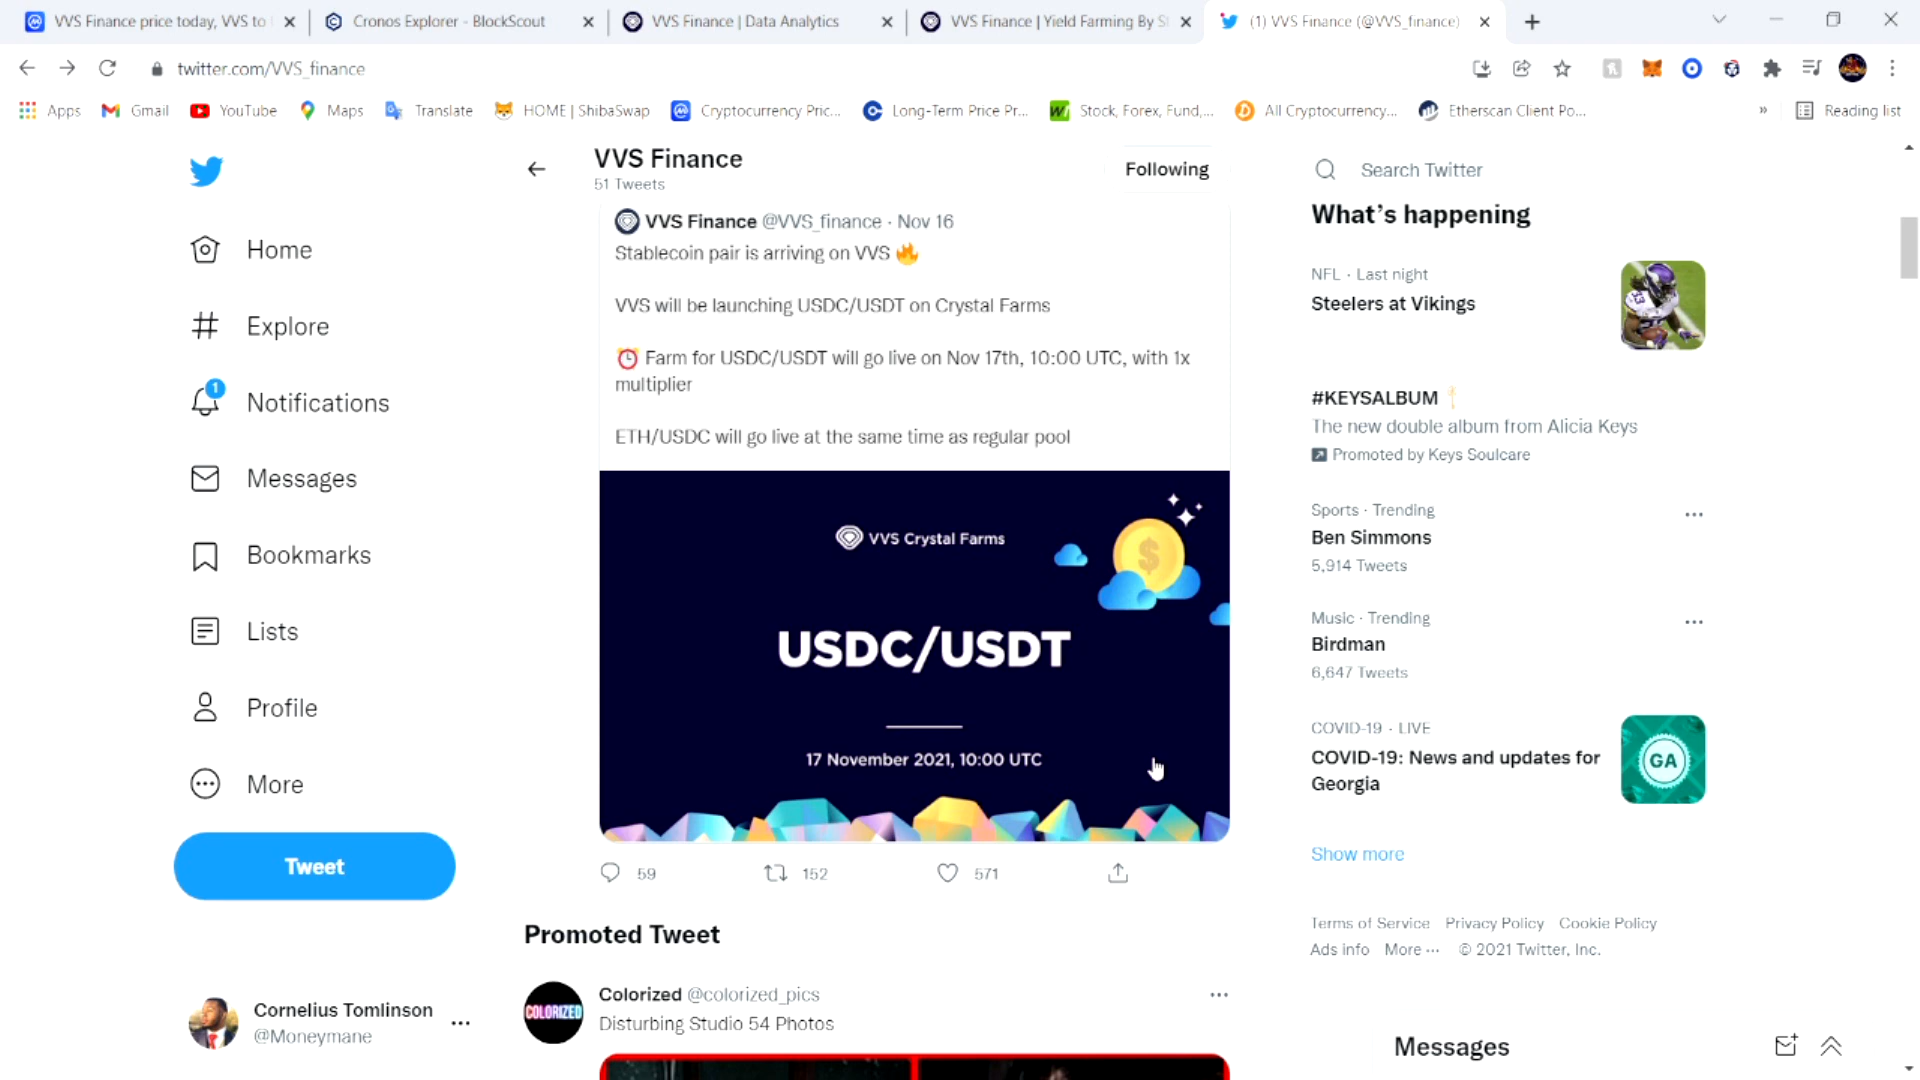 VVS Finance price today, VVS to
Cronos Explorer - BlockScout
VVS Finance | Data Analytics
VVS Finance | Yield Farming By S
(1) VVS Finance (@VVS_finance)
twitter.com/VVS_finance
Apps
Gmail
YouTube
Maps
Translate
HOME | ShibaSwap
Cryptocurrency Pric...
Long-Term Price Pr...
Stock, Forex, Fund,...
All Cryptocurrency...
Etherscan Client Po...
»
Reading list
Home
Explore
1
Notifications
Messages
Bookmarks
Lists
Profile
More
Tweet
Cornelius Tomlinson
@Moneymane
VVS Finance
51 Tweets
Following
VVS Finance @VVS_finance · Nov 16
Stablecoin pair is arriving on VVS 🔥
VVS will be launching USDC/USDT on Crystal Farms
⏰ Farm for USDC/USDT will go live on Nov 17th, 10:00 UTC, with 1x
multiplier
ETH/USDC will go live at the same time as regular pool
VVS Crystal Farms
$
USDC/USDT
17 November 2021, 10:00 UTC
59
152
571
Promoted Tweet
COLORIZED
Colorized @colorized_pics
Disturbing Studio 54 Photos
Search Twitter
What's happening
NFL · Last night
Steelers at Vikings
33
#KEYSALBUM
The new double album from Alicia Keys
Promoted by Keys Soulcare
Sports · Trending
Ben Simmons
5,914 Tweets
Music · Trending
Birdman
6,647 Tweets
COVID-19 · LIVE
COVID-19: News and updates for
Georgia
GA
Show more
Terms of Service Privacy Policy Cookie Policy
Ads info More ··· © 2021 Twitter, Inc.
Messages